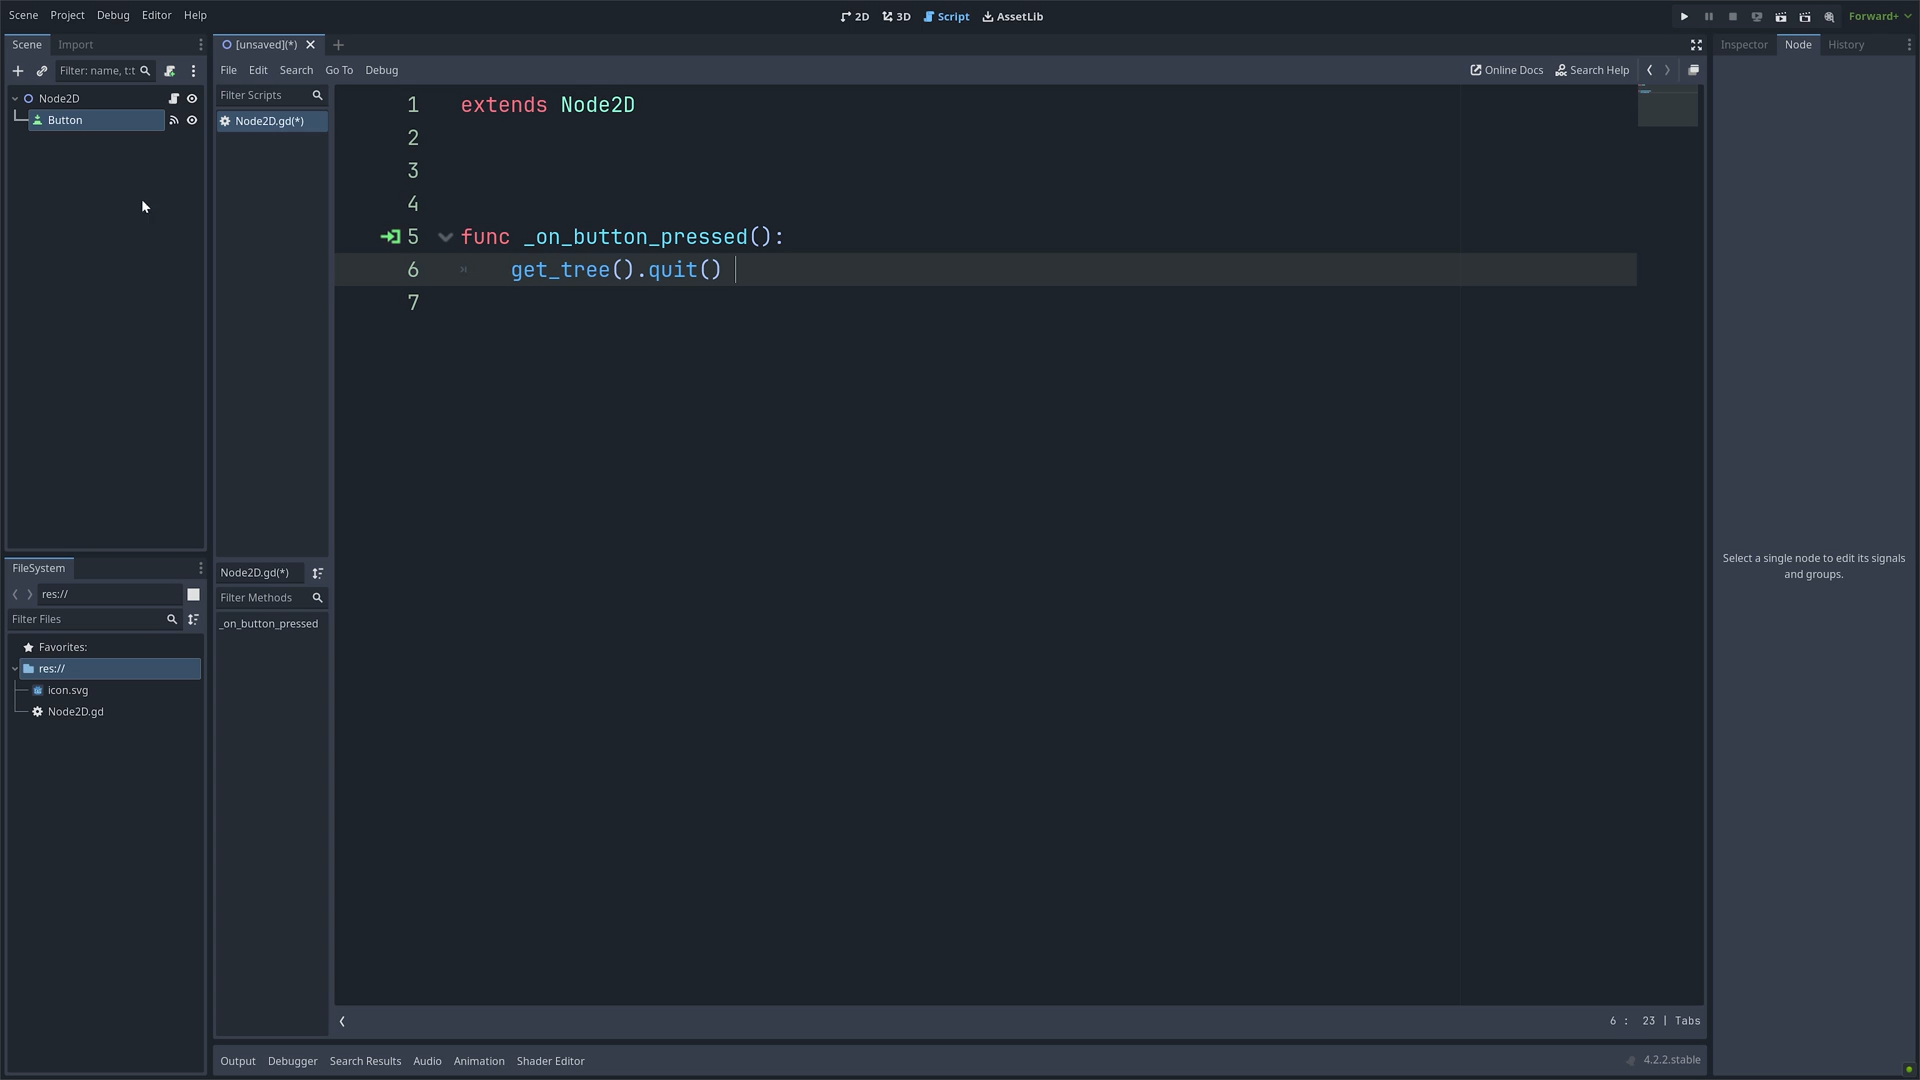 Scene Project Debug Editor Help
2D 3D Script AssetLib
Forward+
Scene Import
[unsaved](*)
Inspector Node History
Filter: name, t:t
File Edit Search Go To Debug
Online Docs Search Help
Node2D
Button
Filter Scripts
Node2D.gd(*)
1 extends Node2D
2
3
4
5 func _on_button_pressed():
6 get_tree().quit()
7
Select a single node to edit its signals
and groups.
FileSystem
res://
Filter Files
Favorites:
res://
icon.svg
Node2D.gd
Node2D.gd(*)
Filter Methods
_on_button_pressed
6 : 23 | Tabs
Output Debugger Search Results Audio Animation Shader Editor
4.2.2.stable